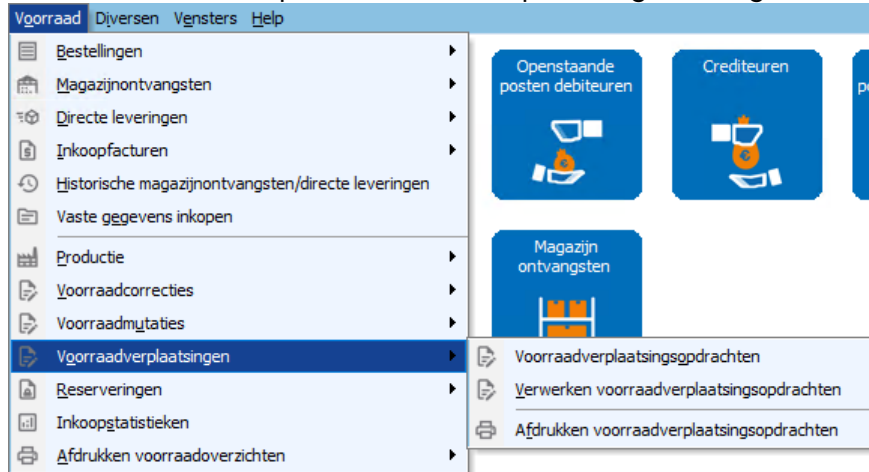 Voorraad Diversen Vensters Help
Bestellingen
Magazijnontvangsten
Directe leveringen
Inkoopfacturen
Historische magazijnontvangsten/directe leveringen
Vaste gegevens inkopen
Productie
Voorraadcorrecties
Voorraadmutaties
Voorraadverplaatsingen
Reserveringen
Inkoopstatistieken
Afdrukken voorraadoverzichten
Openstaande
posten debiteuren
Crediteuren
Magazijn
ontvangsten
Voorraadverplaatsingsopdrachten
Verwerken voorraadverplaatsingsopdrachten
Afdrukken voorraadverplaatsingsopdrachten